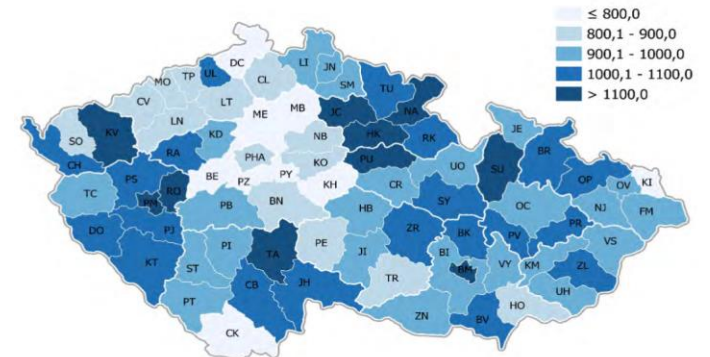 ≤ 800,0
800,1 - 900,0
900,1 - 1000,0
1000,1 - 1100,0
> 1100,0
DC
LI
JN
SM
TP
UL
CL
MO
LT
CV
LN
ME
MB
TU
JC
NA
SO
KV
RA
KD
NB
HK
RK
JE
CH
BE
PHA
KO
PU
UO
SU
BR
PS
RO
PZ
PY
KH
CR
OP
OV
KI
TC
PM
PB
BN
HB
SY
OC
NJ
FM
DO
PJ
PI
TA
PE
JI
ZR
BK
PV
PR
VS
KT
ST
CB
JH
TR
BI
BM
VY
KM
ZL
PT
CK
ZN
BV
HO
UH